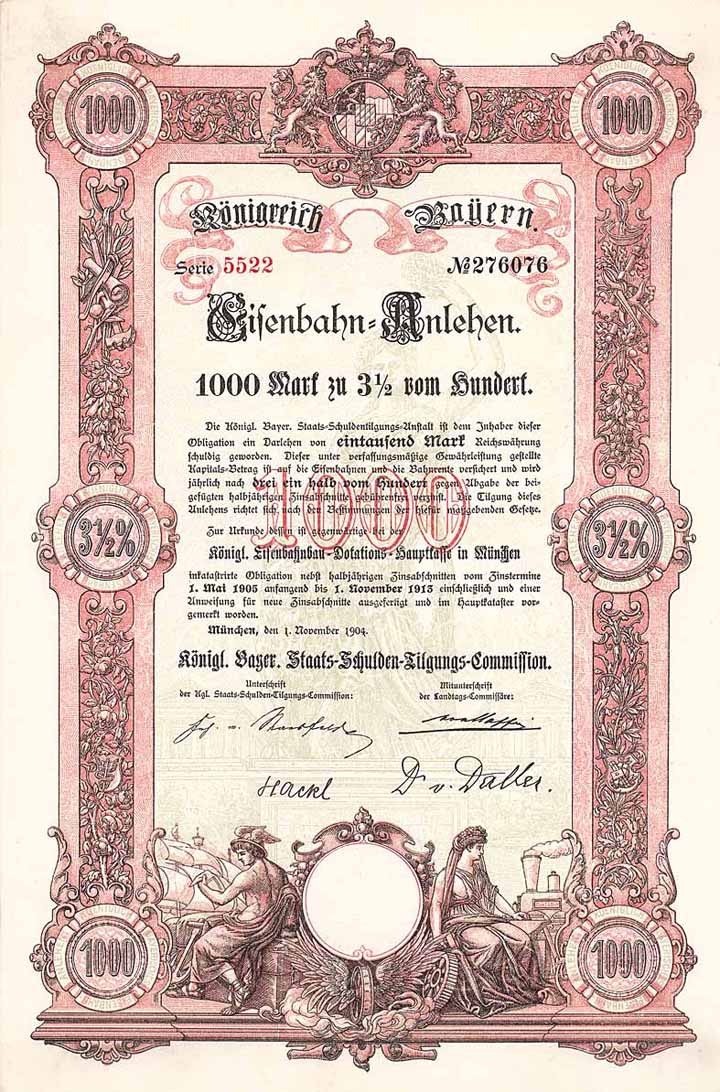 1000
1000
Königreich Bayern.
Serie 5522 No 276076
Eisenbahn=Anlehen.
1000 Mark zu 3½ vom Hundert.
Die Königl. Bayer. Staats=Schuldentilgungs=Anstalt ist dem Inhaber dieser
Obligation ein Darlehen von eintausend Mark Reichswährung
schuldig geworden. Dieser unter verfassungsmäßige Gewährleistung gestellte
Kapitals=Betrag ist auf die Eisenbahnen und die Bahnrente versichert und wird
jährlich nach drei ein halb vom Hundert gegen Abgabe der bei=
gefügten halbjährigen Zinsabschnitte gebührenfrei verzinst. Die Tilgung dieses
Anlehens richtet sich nach den Bestimmungen der hiefür maßgebenden Gesetze.
1000
3½%
3½%
Zur Urkunde dessen ist gegenwärtige bei der
Königl. Eisenbahnbau=Dotations=Hauptkasse in München
inkatastrirte Obligation nebst halbjährigen Zinsabschnitten vom Zinstermine
1. Mai 1905 anfangend bis 1. November 1913 einschließlich und einer
Anweisung für neue Zinsabschnitte ausgefertigt und im Hauptkataster vor=
gemerkt worden.
München, den 1. November 1904.
Königl. Bayer. Staats=Schulden=Tilgungs=Commission.
Unterschrift
der Kgl. Staats=Schulden=Tilgungs=Commission:
Mitunterschrift
der Landtags=Commissäre:
Hackl
Dr v. Daller.
1000
1000